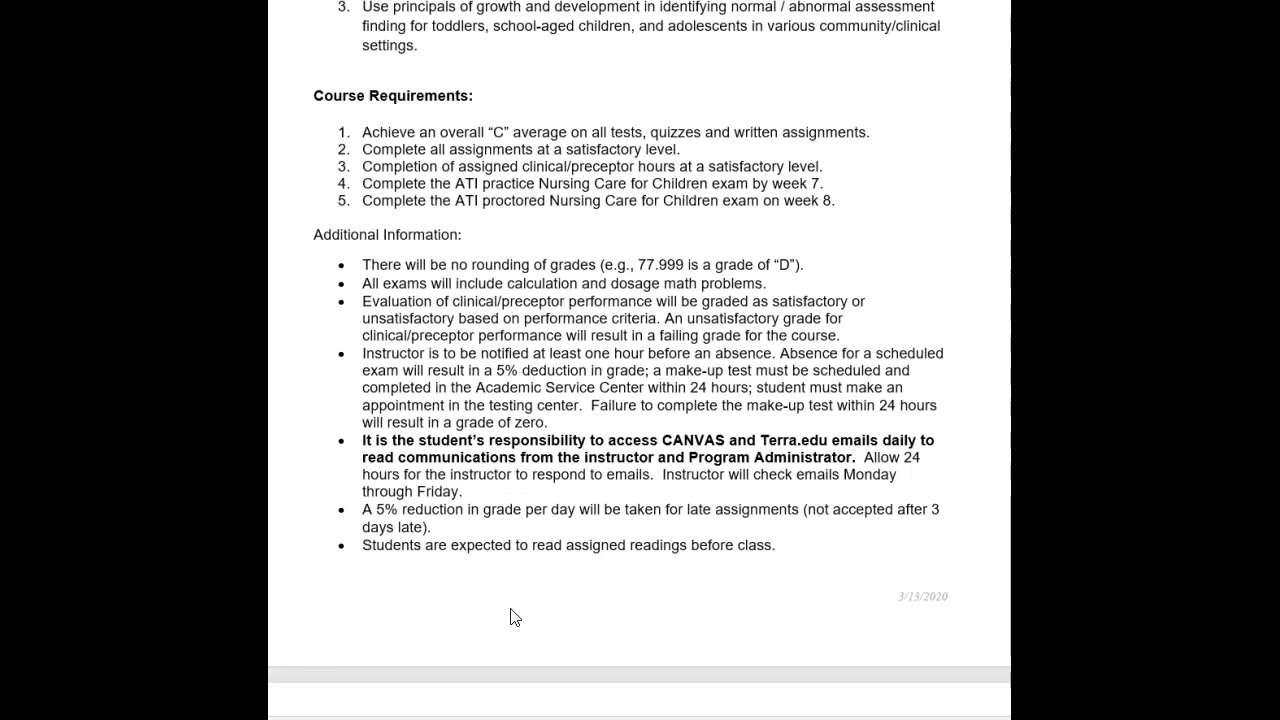 3. Use principals of growth and development in identifying normal / abnormal assessment
finding for toddlers, school-aged children, and adolescents in various community/clinical
settings.
Course Requirements:
1. Achieve an overall “C” average on all tests, quizzes and written assignments.
2. Complete all assignments at a satisfactory level.
3. Completion of assigned clinical/preceptor hours at a satisfactory level.
4. Complete the ATI practice Nursing Care for Children exam by week 7.
5. Complete the ATI proctored Nursing Care for Children exam on week 8.
Additional Information:
• There will be no rounding of grades (e.g., 77.999 is a grade of “D”).
• All exams will include calculation and dosage math problems.
• Evaluation of clinical/preceptor performance will be graded as satisfactory or
unsatisfactory based on performance criteria. An unsatisfactory grade for
clinical/preceptor performance will result in a failing grade for the course.
• Instructor is to be notified at least one hour before an absence. Absence for a scheduled
exam will result in a 5% deduction in grade; a make-up test must be scheduled and
completed in the Academic Service Center within 24 hours; student must make an
appointment in the testing center.  Failure to complete the make-up test within 24 hours
will result in a grade of zero.
• It is the student’s responsibility to access CANVAS and Terra.edu emails daily to
read communications from the instructor and Program Administrator.  Allow 24
hours for the instructor to respond to emails.  Instructor will check emails Monday
through Friday.
• A 5% reduction in grade per day will be taken for late assignments (not accepted after 3
days late).
• Students are expected to read assigned readings before class.
3/13/2020